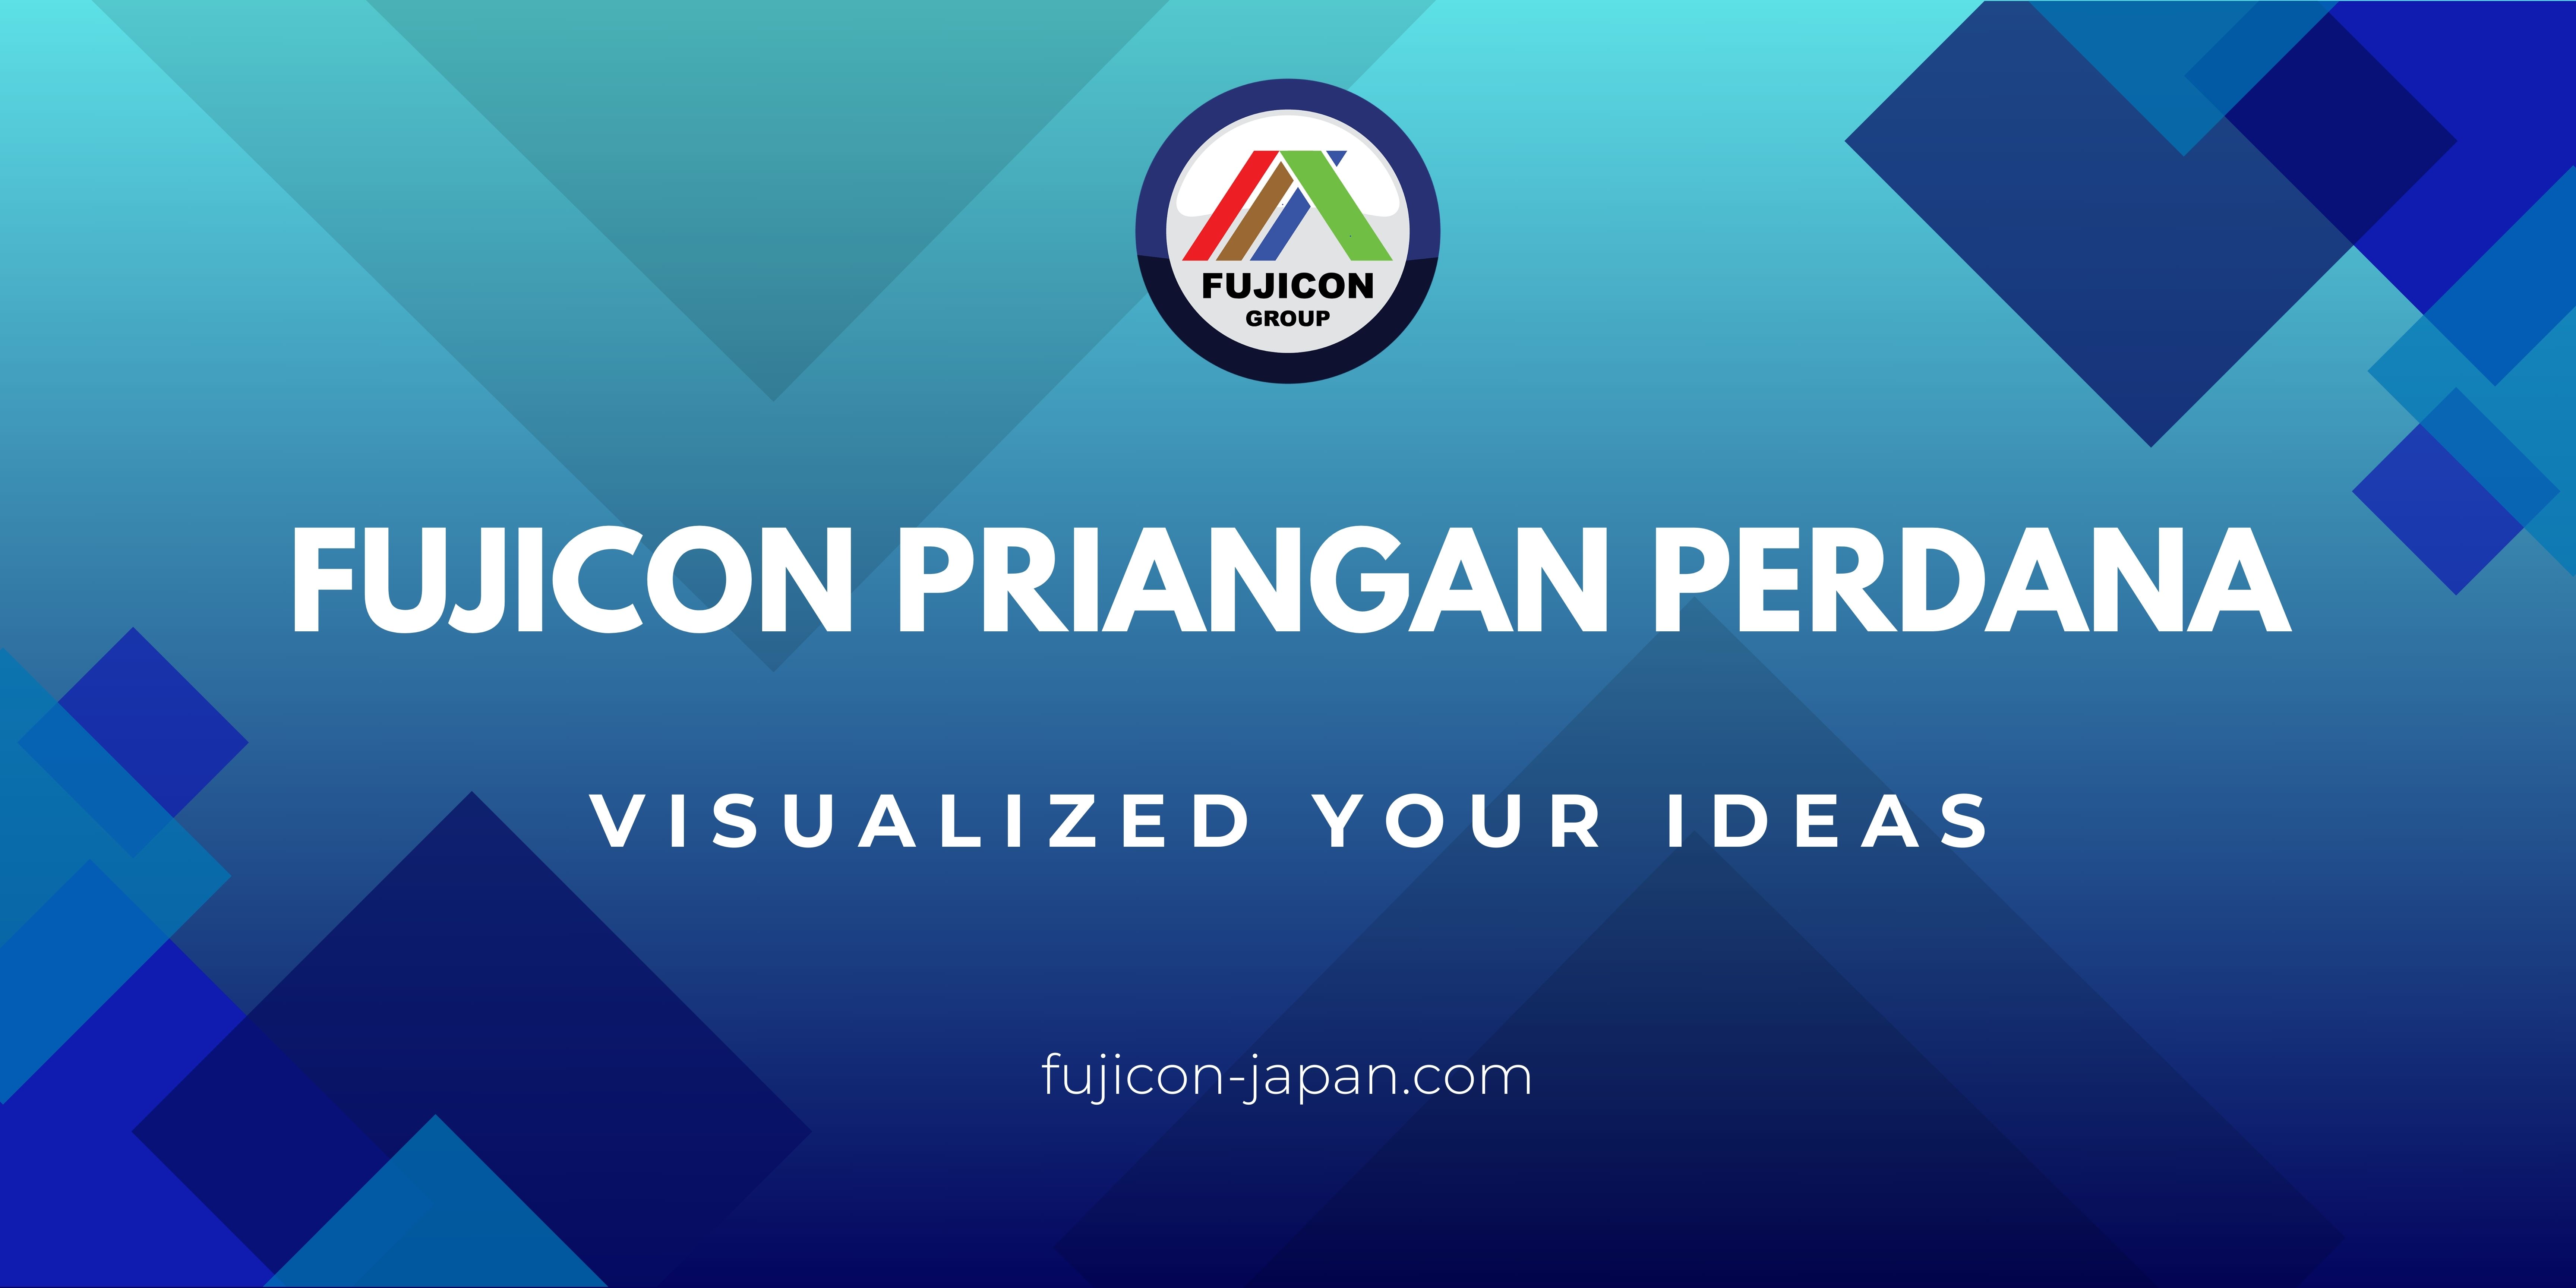 FUJICON
GROUP
FUJICON PRIANGAN PERDANA
VISUALIZED YOUR IDEAS
fujicon-japan.com